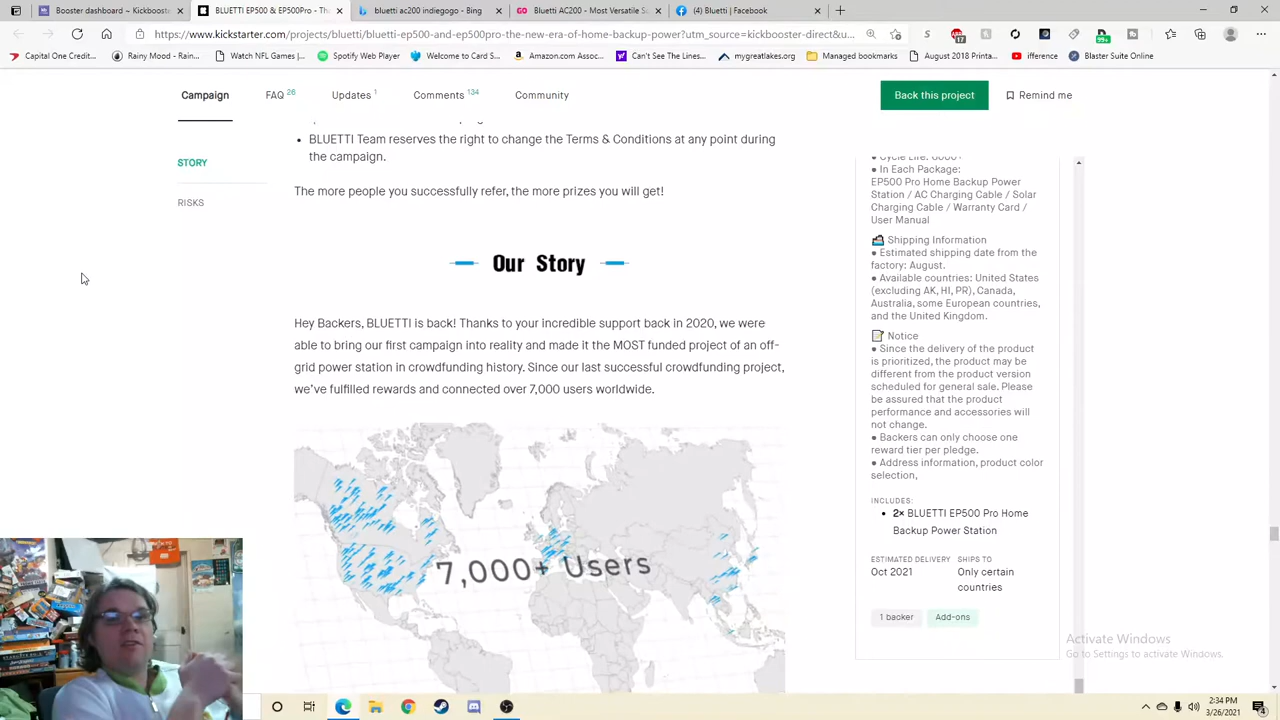 Booster dashboard ‹ Kickboost
BLUETTI EP500 & EP500Pro - Th
bluetti ac200 indiegogo - Bing
Bluetti AC200 - Most Versatile S
(4) Bluetti | Facebook
https://www.kickstarter.com/projects/bluetti/bluetti-ep500-and-ep500pro-the-new-era-of-home-backup-power?utm_source=kickbooster-direct&u...
Capital One Credit...
Rainy Mood - Rain...
Watch LOL Games |...
Spotify Web Player
Welcome to Card S...
Amazon.com Assoc...
Can't See The Lines...
mygreatlakes.org
Managed bookmarks
August 2018 Printa...
ifference
Blaster Suite Online
Campaign
FAQ 26
Updates 1
Comments 134
Community
Back this project
Remind me
STORY
RISKS
• BLUETTI Team reserves the right to change the Terms & Conditions at any point during
the campaign.
The more people you successfully refer, the more prizes you will get!
Our Story
Hey Backers, BLUETTI is back! Thanks to your incredible support back in 2020, we were
able to bring our first campaign into reality and made it the MOST funded project of an off-
grid power station in crowdfunding history. Since our last successful crowdfunding project,
we've fulfilled rewards and connected over 7,000 users worldwide.
7,000+ Users
● Cycle Life: 6000+
● In Each Package:
EP500 Pro Home Backup Power
Station / AC Charging Cable / Solar
Charging Cable / Warranty Card /
User Manual
Shipping Information
● Estimated shipping date from the
factory: August.
● Available countries: United States
(excluding AK, HI, PR), Canada,
Australia, some European countries,
and the United Kingdom.
Notice
● Since the delivery of the product
is prioritized, the product may be
different from the product version
scheduled for general sale. Please
be assured that the product
performance and accessories will
not change.
● Backers can only choose one
reward tier per pledge.
● Address information, product color
selection,
INCLUDES:
• 2× BLUETTI EP500 Pro Home
Backup Power Station
ESTIMATED DELIVERY
Oct 2021
SHIPS TO
Only certain
countries
1 backer
Add-ons
Activate Windows
Go to Settings to activate Windows.
2:34 PM
3/26/2021